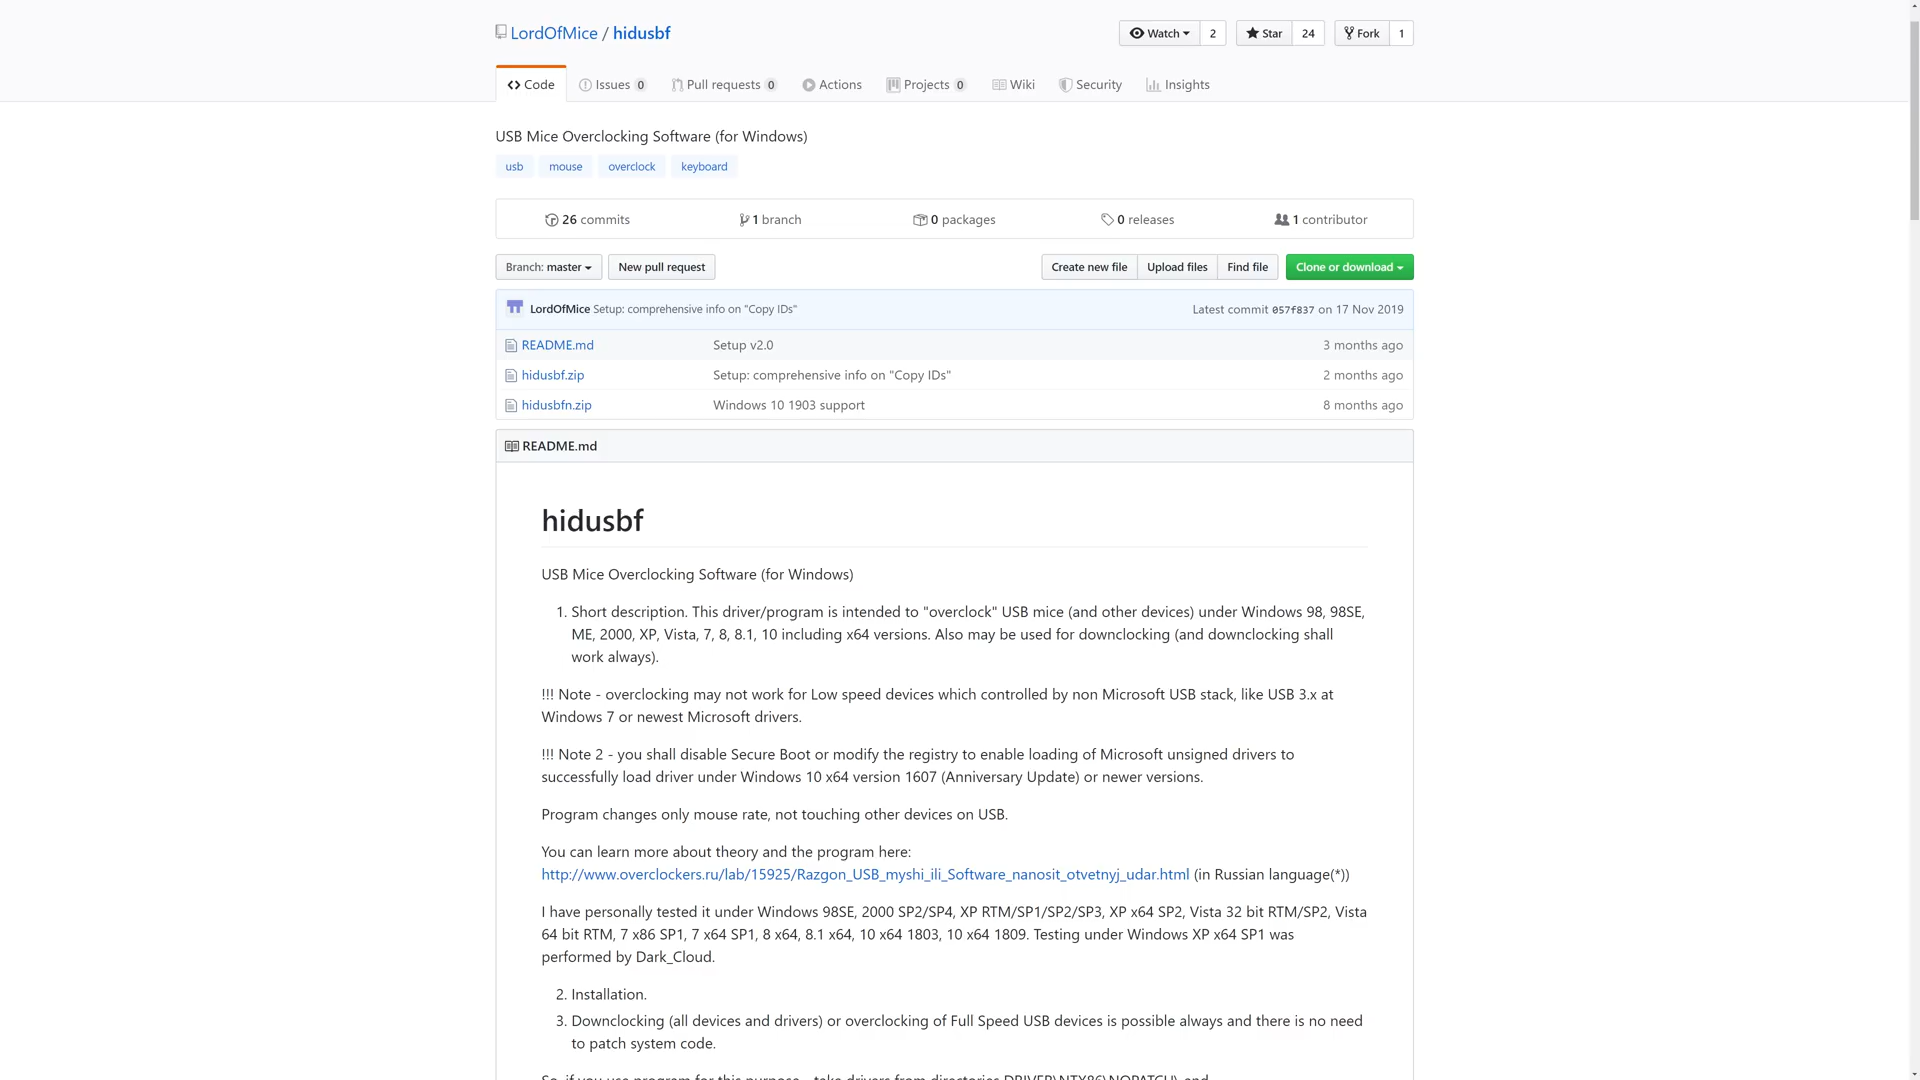 LordOfMice / hidusbf
Watch 2 Star 24 Fork 1
Code Issues 0 Pull requests 0 Actions Projects 0 Wiki Security Insights
USB Mice Overclocking Software (for Windows)
usb mouse overclock keyboard
26 commits 1 branch 0 packages 0 releases 1 contributor
Branch: master New pull request Create new file Upload files Find file Clone or download
LordOfMice Setup: comprehensive info on "Copy IDs" Latest commit 057f837 on 17 Nov 2019
README.md Setup v2.0 3 months ago
hidusbf.zip Setup: comprehensive info on "Copy IDs" 2 months ago
hidusbfn.zip Windows 10 1903 support 8 months ago
README.md
hidusbf
USB Mice Overclocking Software (for Windows)
1. Short description. This driver/program is intended to "overclock" USB mice (and other devices) under Windows 98, 98SE,
ME, 2000, XP, Vista, 7, 8, 8.1, 10 including x64 versions. Also may be used for downclocking (and downclocking shall
work always).
!!! Note - overclocking may not work for Low speed devices which controlled by non Microsoft USB stack, like USB 3.x at
Windows 7 or newest Microsoft drivers.
!!! Note 2 - you shall disable Secure Boot or modify the registry to enable loading of Microsoft unsigned drivers to
successfully load driver under Windows 10 x64 version 1607 (Anniversary Update) or newer versions.
Program changes only mouse rate, not touching other devices on USB.
You can learn more about theory and the program here:
http://www.overclockers.ru/lab/15925/Razgon_USB_myshi_ili_Software_nanosit_otvetnyj_udar.html (in Russian language(*))
I have personally tested it under Windows 98SE, 2000 SP2/SP4, XP RTM/SP1/SP2/SP3, XP x64 SP2, Vista 32 bit RTM/SP2, Vista
64 bit RTM, 7 x86 SP1, 7 x64 SP1, 8 x64, 8.1 x64, 10 x64 1803, 10 x64 1809. Testing under Windows XP x64 SP1 was
performed by Dark_Cloud.
2. Installation.
3. Downclocking (all devices and drivers) or overclocking of Full Speed USB devices is possible always and there is no need
to patch system code.
So, if you use program for this purpose - take drivers from directories DRIVER\NTX86\NOPATCH\ and